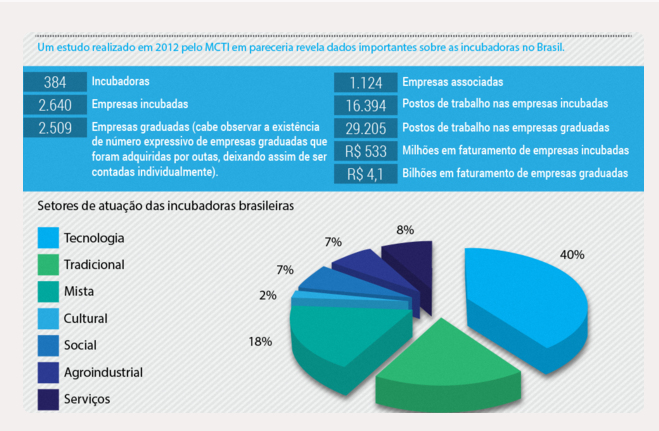 Um estudo realizado em 2012 pelo MCTI em pareceria revela dados importantes sobre as incubadoras no Brasil.
384 Incubadoras
2.640 Empresas incubadas
2.509 Empresas graduadas (cabe observar a existência
de número expressivo de empresas graduadas que
foram adquiridas por outas, deixando assim de ser
contadas individualmente).
1.124 Empresas associadas
16.394 Postos de trabalho nas empresas incubadas
29.205 Postos de trabalho nas empresas graduadas
R$ 533 Milhões em faturamento de empresas incubadas
R$ 4,1 Bilhões em faturamento de empresas graduadas
Setores de atuação das incubadoras brasileiras
Tecnologia
Tradicional
Mista
Cultural
Social
Agroindustrial
Serviços
8%
7%
40%
7%
2%
18%